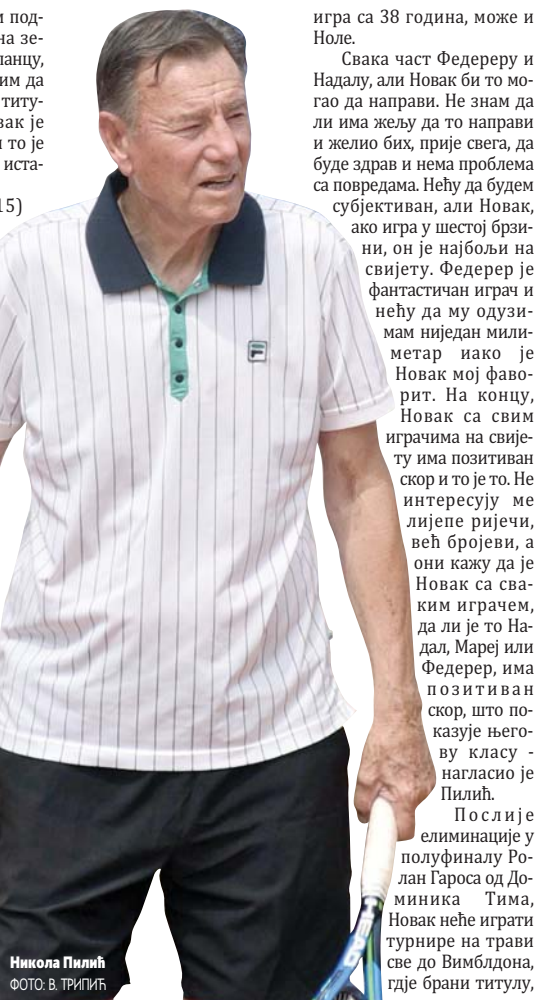 и под-
на зе-
ланцу,
им да
титу-
вак је
и то је
иста-
15)
игра са 38 година, може и
Ноле.
Свака част Федереру и
Надалу, али Новак би то мо-
гао да направи. Не знам да
ли има жељу да то направи
и желио бих, прије свега, да
буде здрав и нема проблема
са повредама. Нећу да будем
субјективан, али Новак,
ако игра у шестој брзи-
ни, он је најбољи на
свијету. Федерер је
фантастичан играч и
нећу да му одузи-
мам ниједан мили-
метар иако је
Новак мој фаво-
рит. На концу,
Новак са свим
играчима на свије-
ту има позитиван
скор и то је то. Не
интересују ме
лијепе ријечи,
већ бројеви, а
они кажу да је
Новак са сва-
ким играчем,
да ли је то На-
дал, Мареј или
Федерер, има
позитиван
скор, што по-
казује њего-
ву класу -
нагласио је
Пилић.
Послије
елиминације у
полуфиналу Ро-
лан Гароса од До-
миника Тима,
Новак неће играти
турнире на трави
све до Вимблдона,
гдје брани титулу,
HEAD
Никола Пилић
ФОТО: В. ТРИПИЋ